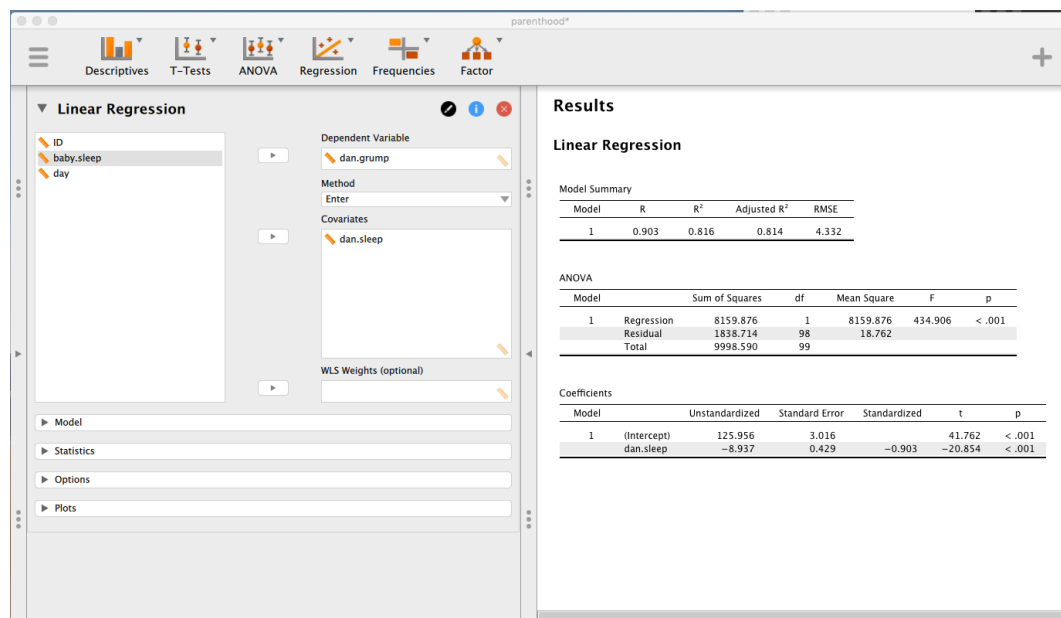 parenthood*
Descriptives T-Tests ANOVA Regression Frequencies Factor
Linear Regression
ID
baby.sleep
day
Dependent Variable
dan.grump
Method
Enter
Covariates
dan.sleep
WLS Weights (optional)
Model
Statistics
Options
Plots
Results
Linear Regression
Model Summary
Model R R² Adjusted R² RMSE
1 0.903 0.816 0.814 4.332
ANOVA
Model Sum of Squares df Mean Square F p
1 Regression 8159.876 1 8159.876 434.906 < .001
Residual 1838.714 98 18.762
Total 9998.590 99
Coefficients
Model Unstandardized Standard Error Standardized t p
1 (Intercept) 125.956 3.016 41.762 < .001
dan.sleep −8.937 0.429 −0.903 −20.854 < .001